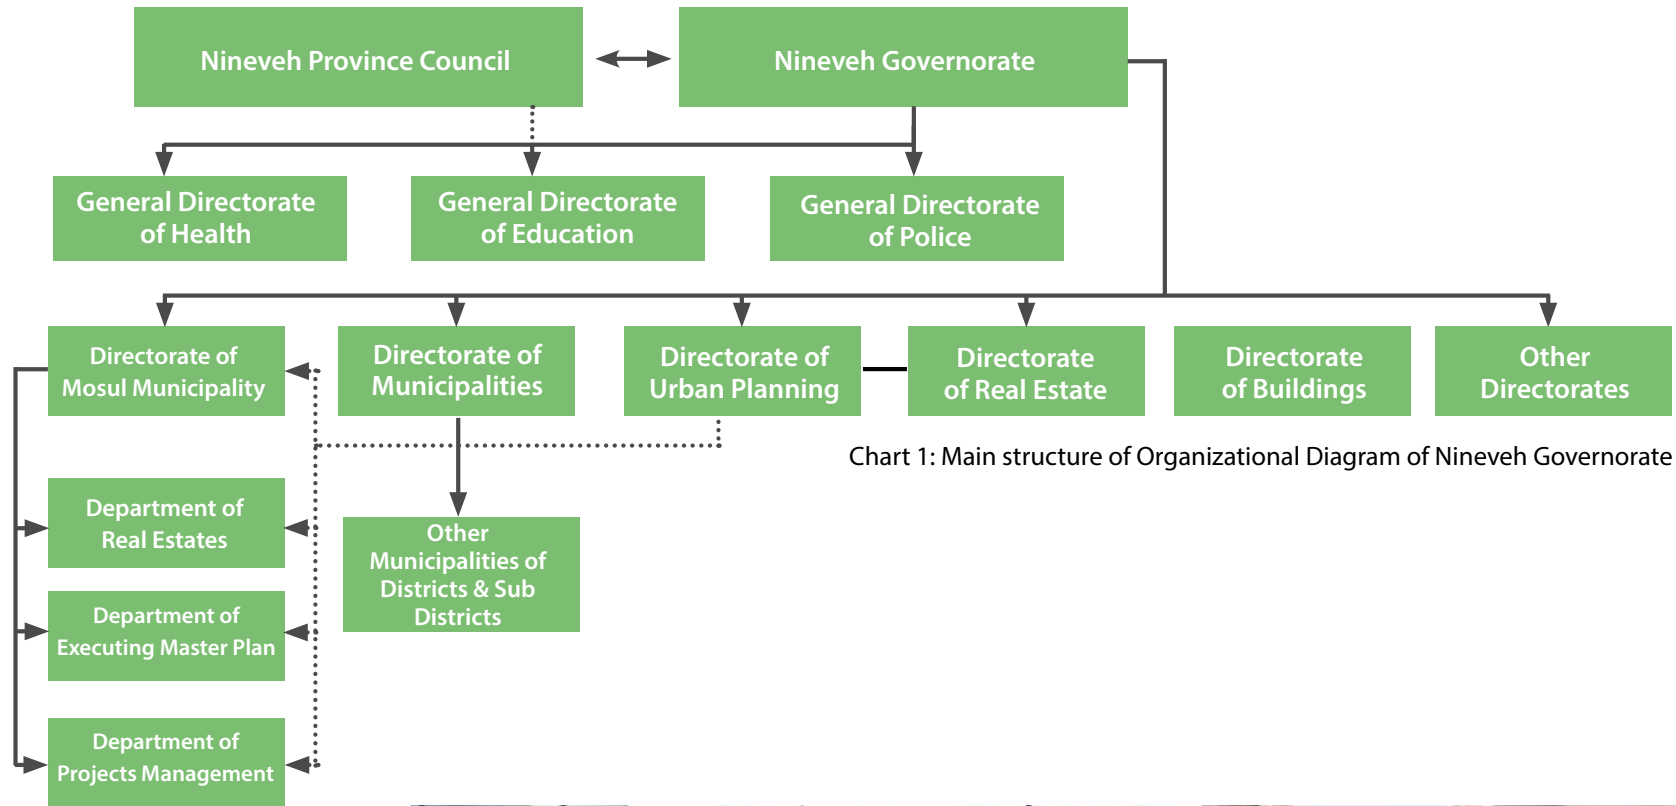 Nineveh Province Council
Nineveh Governorate
General Directorate
of Health
General Directorate
of Education
General Directorate
of Police
Directorate of
Mosul Municipality
Directorate of
Municipalities
Directorate of
Urban Planning
Directorate
of Real Estate
Directorate
of Buildings
Other
Directorates
Chart 1: Main structure of Organizational Diagram of Nineveh Governorate
Department of
Real Estates
Other
Municipalities of
Districts & Sub
Districts
Department of
Executing Master Plan
Department of
Projects Management